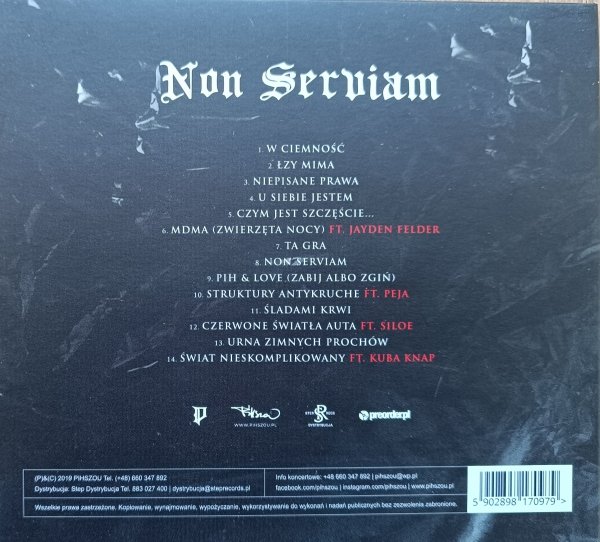 Non Serviam
1. W CIEMNOŚĆ
2. ŁZY MIMA
3. NIEPISANE PRAWA
4. U SIEBIE JESTEM
5. CZYM JEST SZCZĘŚCIE...
6. MDMA (ZWIERZĘTA NOCY) FT. JAYDEN FELDER
7. TA GRA
8. NON SERVIAM
9. PIH & LOVE (ZABIJ ALBO ZGIŃ)
10. STRUKTURY ANTYKRUCHE FT. PEJA
11. ŚLADAMI KRWI
12. CZERWONE ŚWIATŁA AUTA FT. SILOE
13. URNA ZIMNYCH PROCHÓW
14. ŚWIAT NIESKOMPLIKOWANY FT. KUBA KNAP
WWW.PIHSZOU.PL
DYSTRYBUCJA
preorder.pl
(P)&(C) 2019 PIHSZOU Tel. (+48) 660 347 892
Dystrybucja: Step Dystrybucja Tel. 883 027 400 | dystrybucja@steprecords.pl
Info koncertowe: +48 660 347 892 | pihszou@wp.pl
facebook.com/pihszou | instagram.com/pihszou | www.pihszou.pl
Wszelkie prawa zastrzeżone. Kopiowanie, wynajmowanie, wypożyczanie, wykorzystywanie do wykonań i nadań publicznych bez zezwolenia zabronione.
5 902898 170979 >